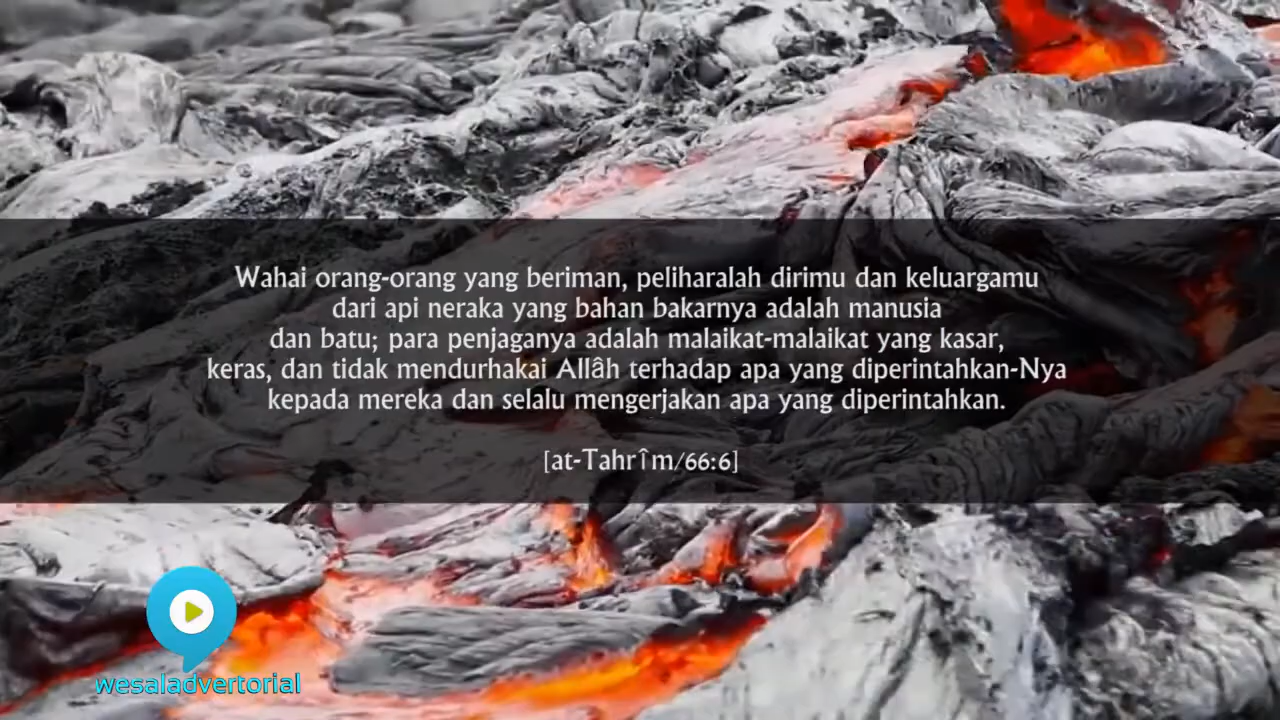 Wahai orang-orang yang beriman, peliharalah dirimu dan keluargamu
dari api neraka yang bahan bakarnya adalah manusia
dan batu; para penjaganya adalah malaikat-malaikat yang kasar,
keras, dan tidak mendurhakai Allâh terhadap apa yang diperintahkan-Nya
kepada mereka dan selalu mengerjakan apa yang diperintahkan.
[at-Tahrîm/66:6]
wesaladvertorial